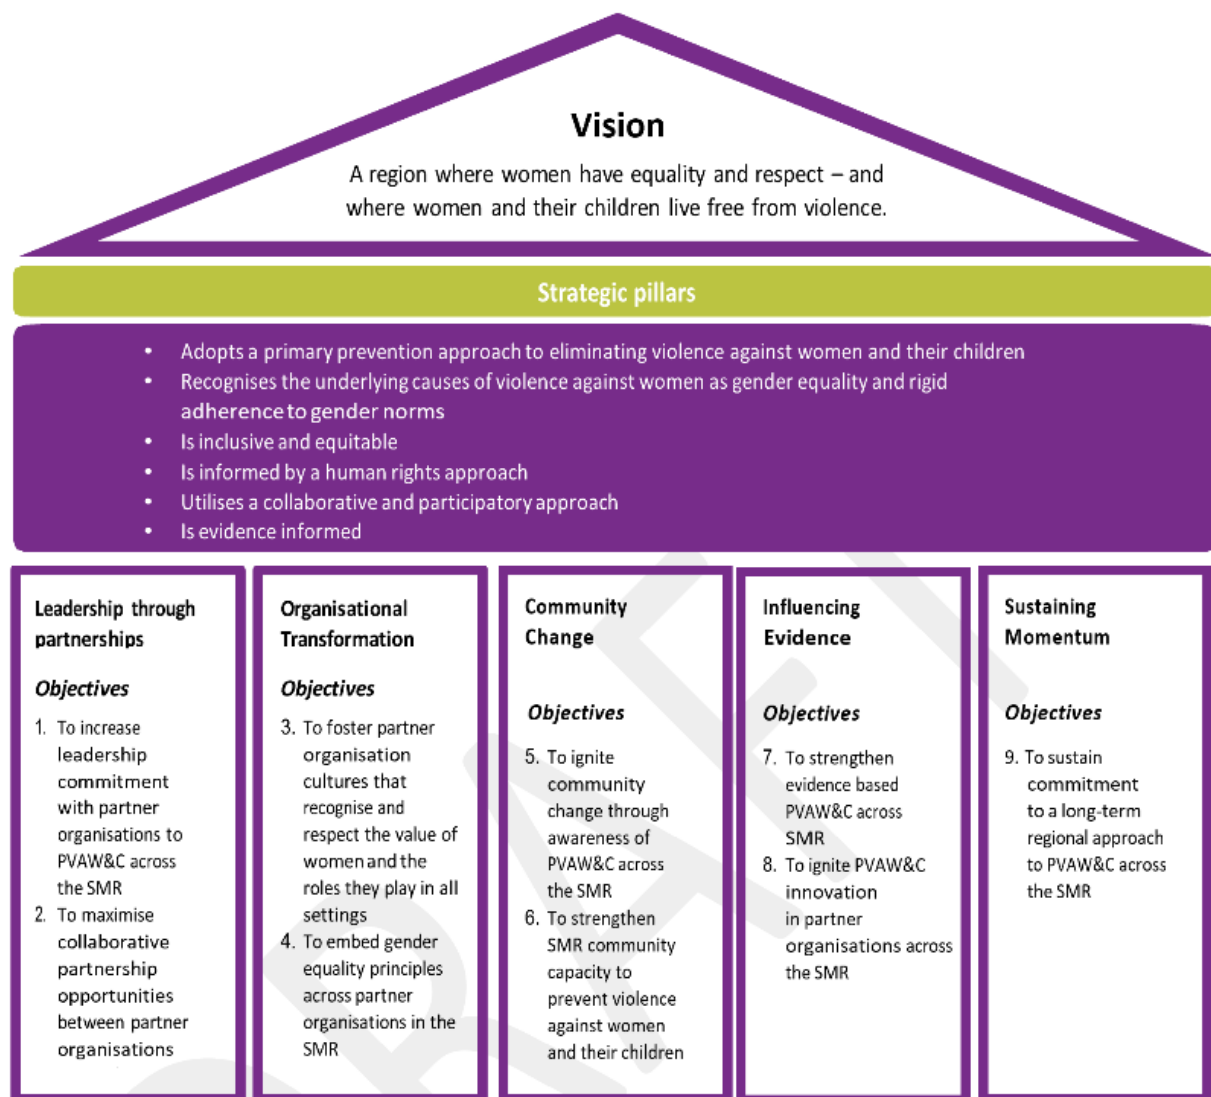 Vision
A region where women have equality and respect – and
where women and their children live free from violence.
Strategic pillars
• Adopts a primary prevention approach to eliminating violence against women and their children
• Recognises the underlying causes of violence against women as gender equality and rigid
adherence to gender norms
• Is inclusive and equitable
• Is informed by a human rights approach
• Utilises a collaborative and participatory approach
• Is evidence informed
Leadership through
partnerships
Objectives
1. To increase
leadership
commitment
with partner
organisations to
PVAW&C across
the SMR
2. To maximise
collaborative
partnership
opportunities
between partner
organisations
Organisational
Transformation
Objectives
3. To foster partner
organisation
cultures that
recognise and
respect the value of
women and the
roles they play in all
settings
4. To embed gender
equality principles
across partner
organisations in the
SMR
Community
Change
Objectives
5. To ignite
community
change through
awareness of
PVAW&C across
the SMR
6. To strengthen
SMR community
capacity to
prevent violence
against women
and their children
Influencing
Evidence
Objectives
7. To strengthen
evidence based
PVAW&C across
SMR
8. To ignite PVAW&C
innovation
in partner
organisations across
the SMR
Sustaining
Momentum
Objectives
9. To sustain
commitment
to a long-term
regional approach
to PVAW&C across
the SMR
DRAFT